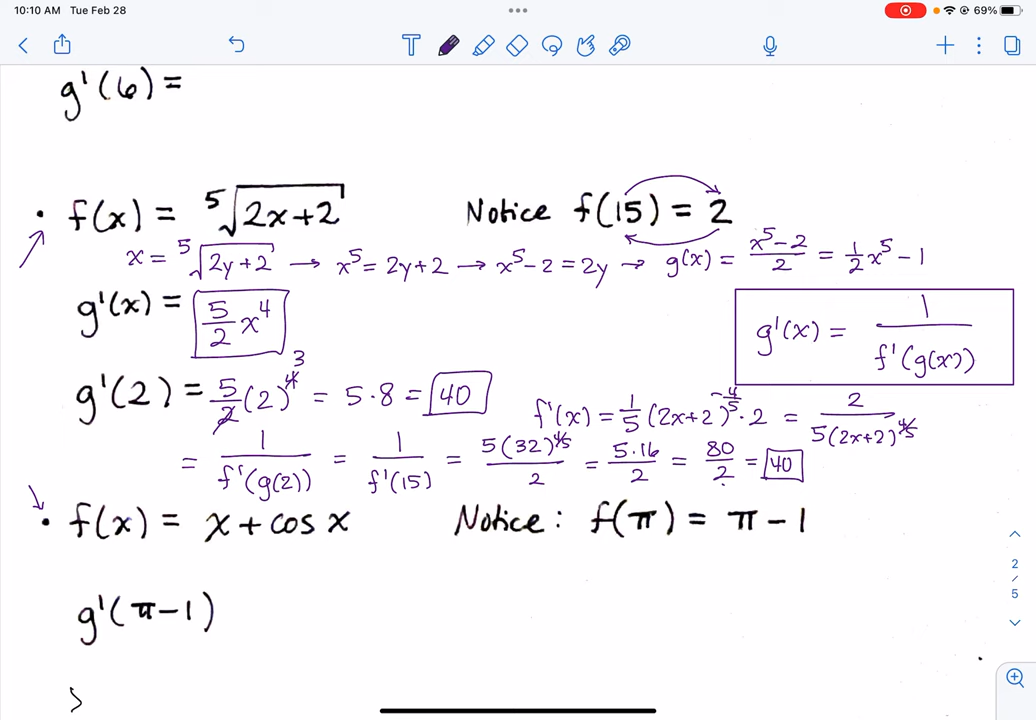 10:10 AM Tue Feb 28
69%
T
g'(6) =
• f(x) = ⁵√(2x+2) Notice f(15) = 2
x = ⁵√(2y+2) → x⁵ = 2y+2 → x⁵-2 = 2y → g(x) = (x⁵-2)/2 = 1/2 x⁵ - 1
g'(x) = 5/2 x⁴
g'(x) = 1/(f'(g(x)))
g'(2) = 5/2 (2)⁴ ³ = 5·8 = 40
f'(x) = 1/5 (2x+2)^(-4/5) · 2 = 2/(5(2x+2)^(4/5))
= 1/(f'(g(2))) = 1/(f'(15)) = (5(32)^(4/5))/2 = (5·16)/2 = 80/2 = 40
• f(x) = x + cos x Notice: f(π) = π - 1
g'(π-1)
2
/
5